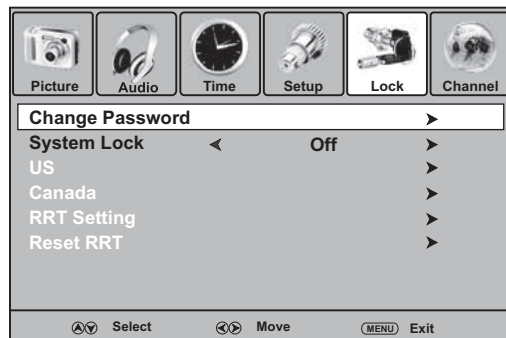 Picture Audio Time Setup Lock Channel
Change Password
System Lock Off
US
Canada
RRT Setting
Reset RRT
Select Move MENU Exit